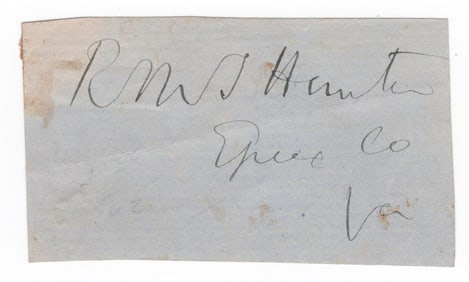 R M T Hunter
Essex Co
Va